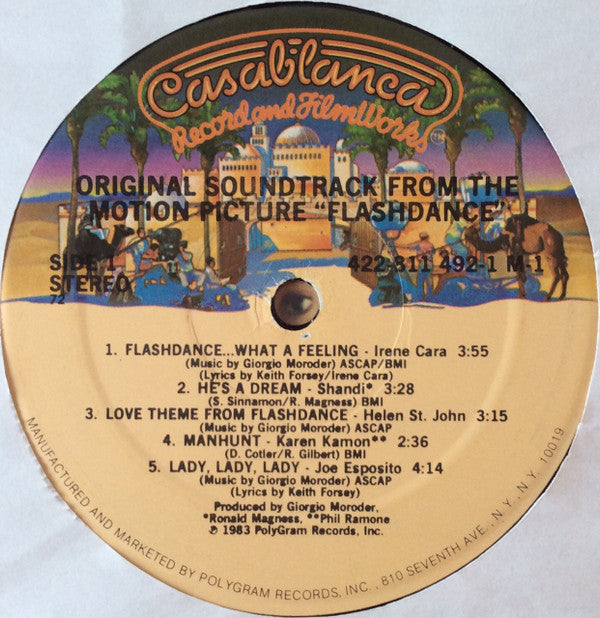 Casablanca
Record and FilmWorks
TM
ORIGINAL SOUNDTRACK FROM THE
MOTION PICTURE "FLASHDANCE"
SIDE 1
STEREO
72
422-811 492-1 M-1
1. FLASHDANCE...WHAT A FEELING - Irene Cara 3:55
(Music by Giorgio Moroder) ASCAP/BMI
(Lyrics by Keith Forsey/Irene Cara)
2. HE'S A DREAM - Shandi* 3:28
(S. Sinnamon/R. Magness) BMI
3. LOVE THEME FROM FLASHDANCE - Helen St. John 3:15
(Music by Giorgio Moroder) ASCAP
4. MANHUNT - Karen Kamon** 2:36
(D. Cotler/R. Gilbert) BMI
5. LADY, LADY, LADY - Joe Esposito 4:14
(Music by Giorgio Moroder) ASCAP
(Lyrics by Keith Forsey)
Produced by Giorgio Moroder,
*Ronald Magness, **Phil Ramone
℗ 1983 PolyGram Records, Inc.
MANUFACTURED AND MARKETED BY POLYGRAM RECORDS, INC., 810 SEVENTH AVE., N.Y., N.Y. 10019